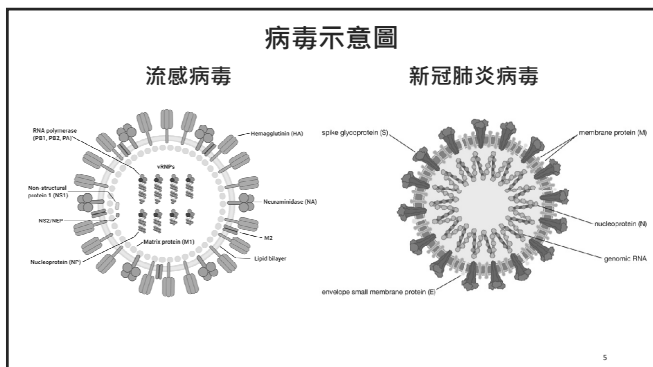 病毒示意圖
流感病毒
RNA polymerase
(PB1, PB2, PA)
Hemagglutinin (HA)
vRNPs
Non-structural
protein 1 (NS1)
Neuraminidase (NA)
NS2/NEP
M2
Matrix protein (M1)
Nucleoprotein (NP)
Lipid bilayer
新冠肺炎病毒
spike glycoprotein (S)
membrane protein (M)
nucleoprotein (N)
genomic RNA
envelope small membrane protein (E)
5